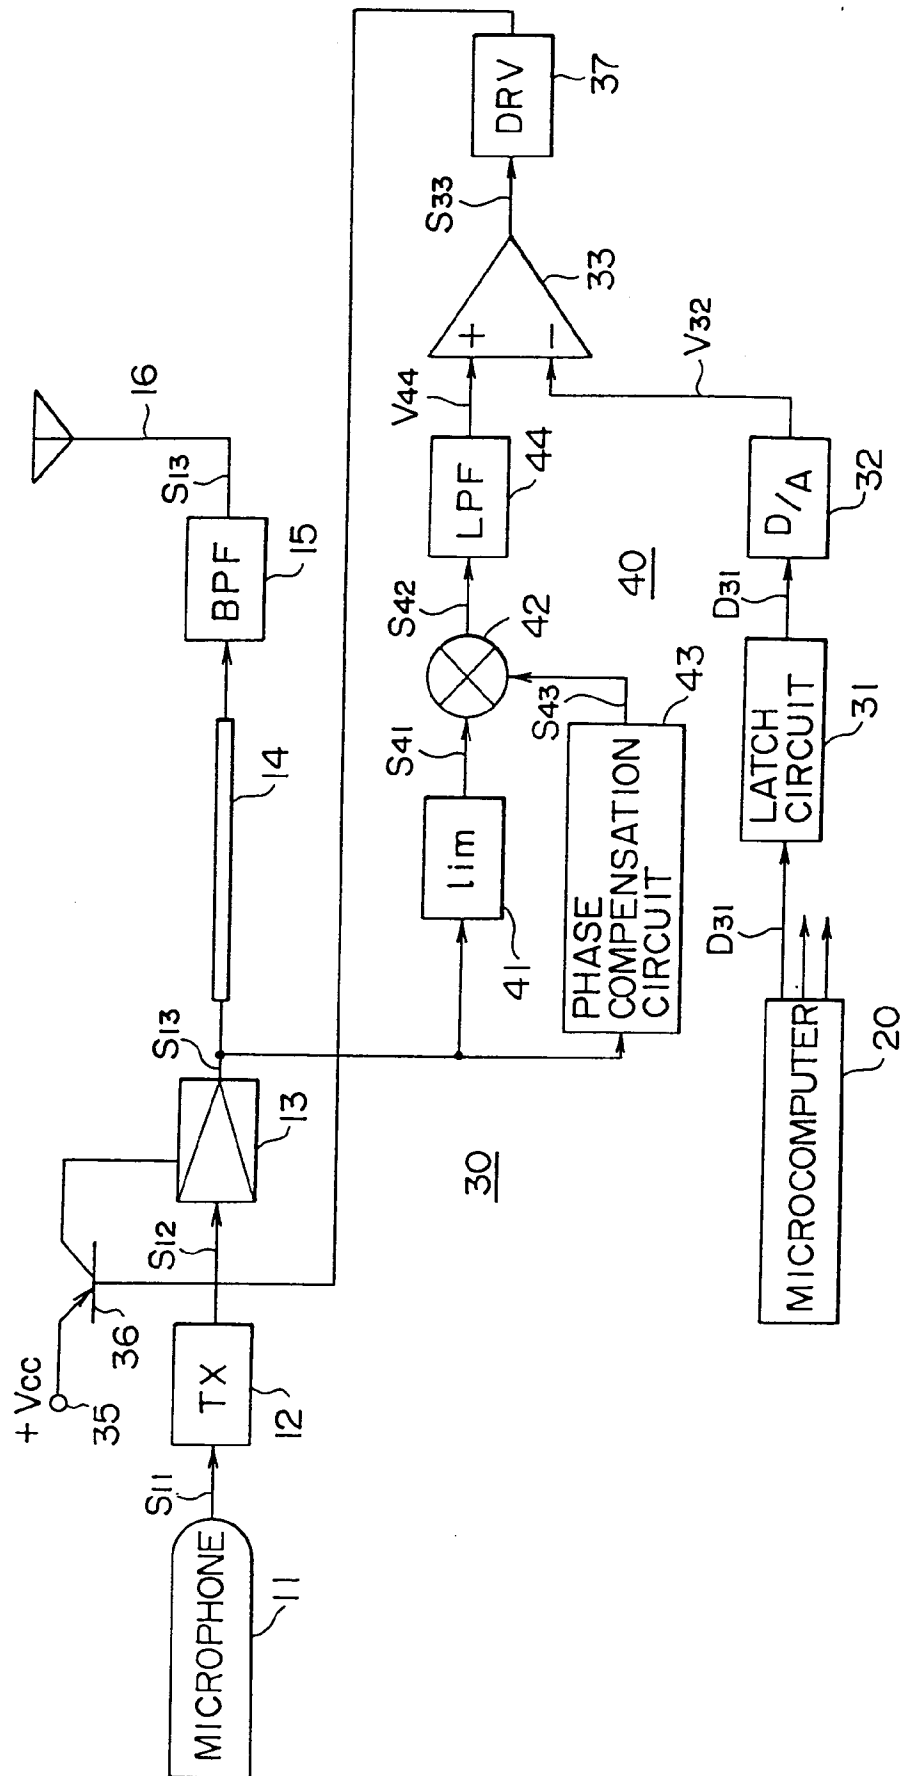 MICROPHONE
11
S11
TX
12
+VCC
35
36
S12
13
S13
14
BPF
15
S13
16
30
lim
41
S41
42
S42
LPF
44
V44
PHASE
COMPENSATION
CIRCUIT
43
S43
40
+
−
33
S33
DRV
37
MICROCOMPUTER
20
D31
LATCH
CIRCUIT
31
D31
D/A
32
V32